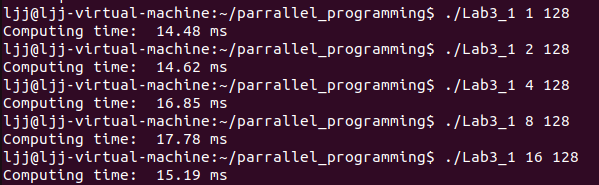 ljj@ljj-virtual-machine:~/parrallel_programming$ ./Lab3_1 1 128
Computing time:  14.48 ms
ljj@ljj-virtual-machine:~/parrallel_programming$ ./Lab3_1 2 128
Computing time:  14.62 ms
ljj@ljj-virtual-machine:~/parrallel_programming$ ./Lab3_1 4 128
Computing time:  16.85 ms
ljj@ljj-virtual-machine:~/parrallel_programming$ ./Lab3_1 8 128
Computing time:  17.78 ms
ljj@ljj-virtual-machine:~/parrallel_programming$ ./Lab3_1 16 128
Computing time:  15.19 ms